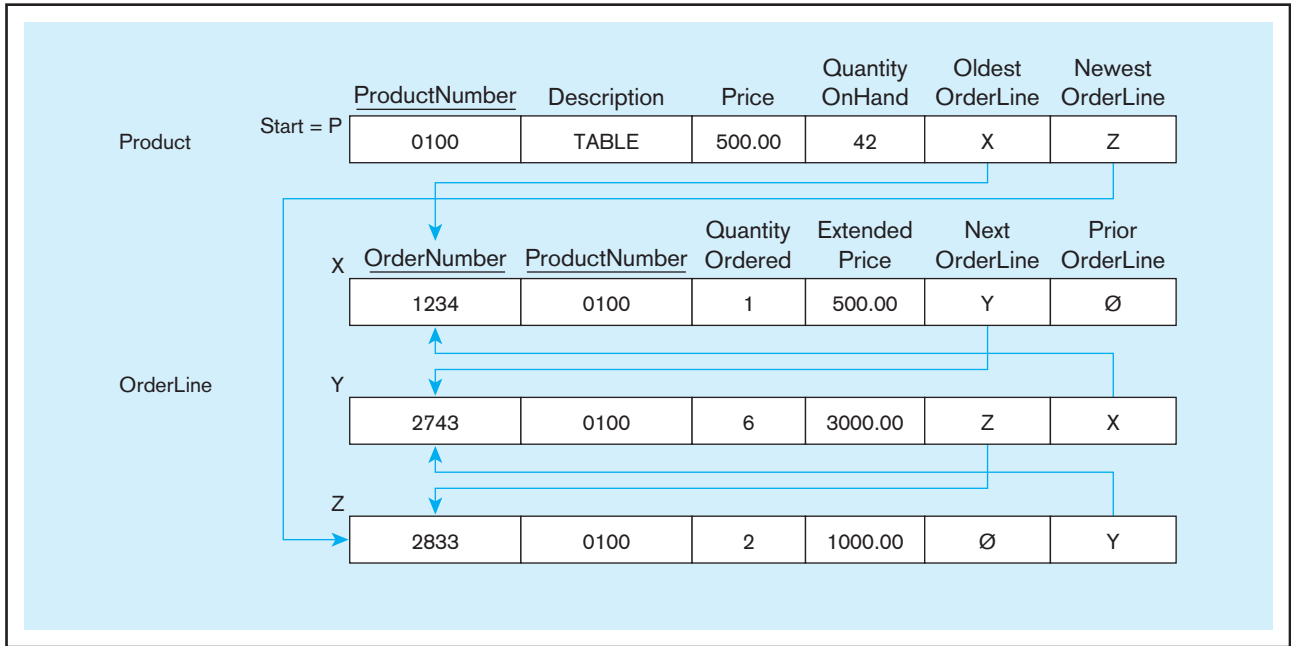 Quantity Oldest Newest
ProductNumber Description Price OnHand OrderLine OrderLine
Product Start = P 0100 TABLE 500.00 42 X Z
Quantity Extended Next Prior
X OrderNumber ProductNumber Ordered Price OrderLine OrderLine
1234 0100 1 500.00 Y Ø
OrderLine Y
2743 0100 6 3000.00 Z X
Z
2833 0100 2 1000.00 Ø Y